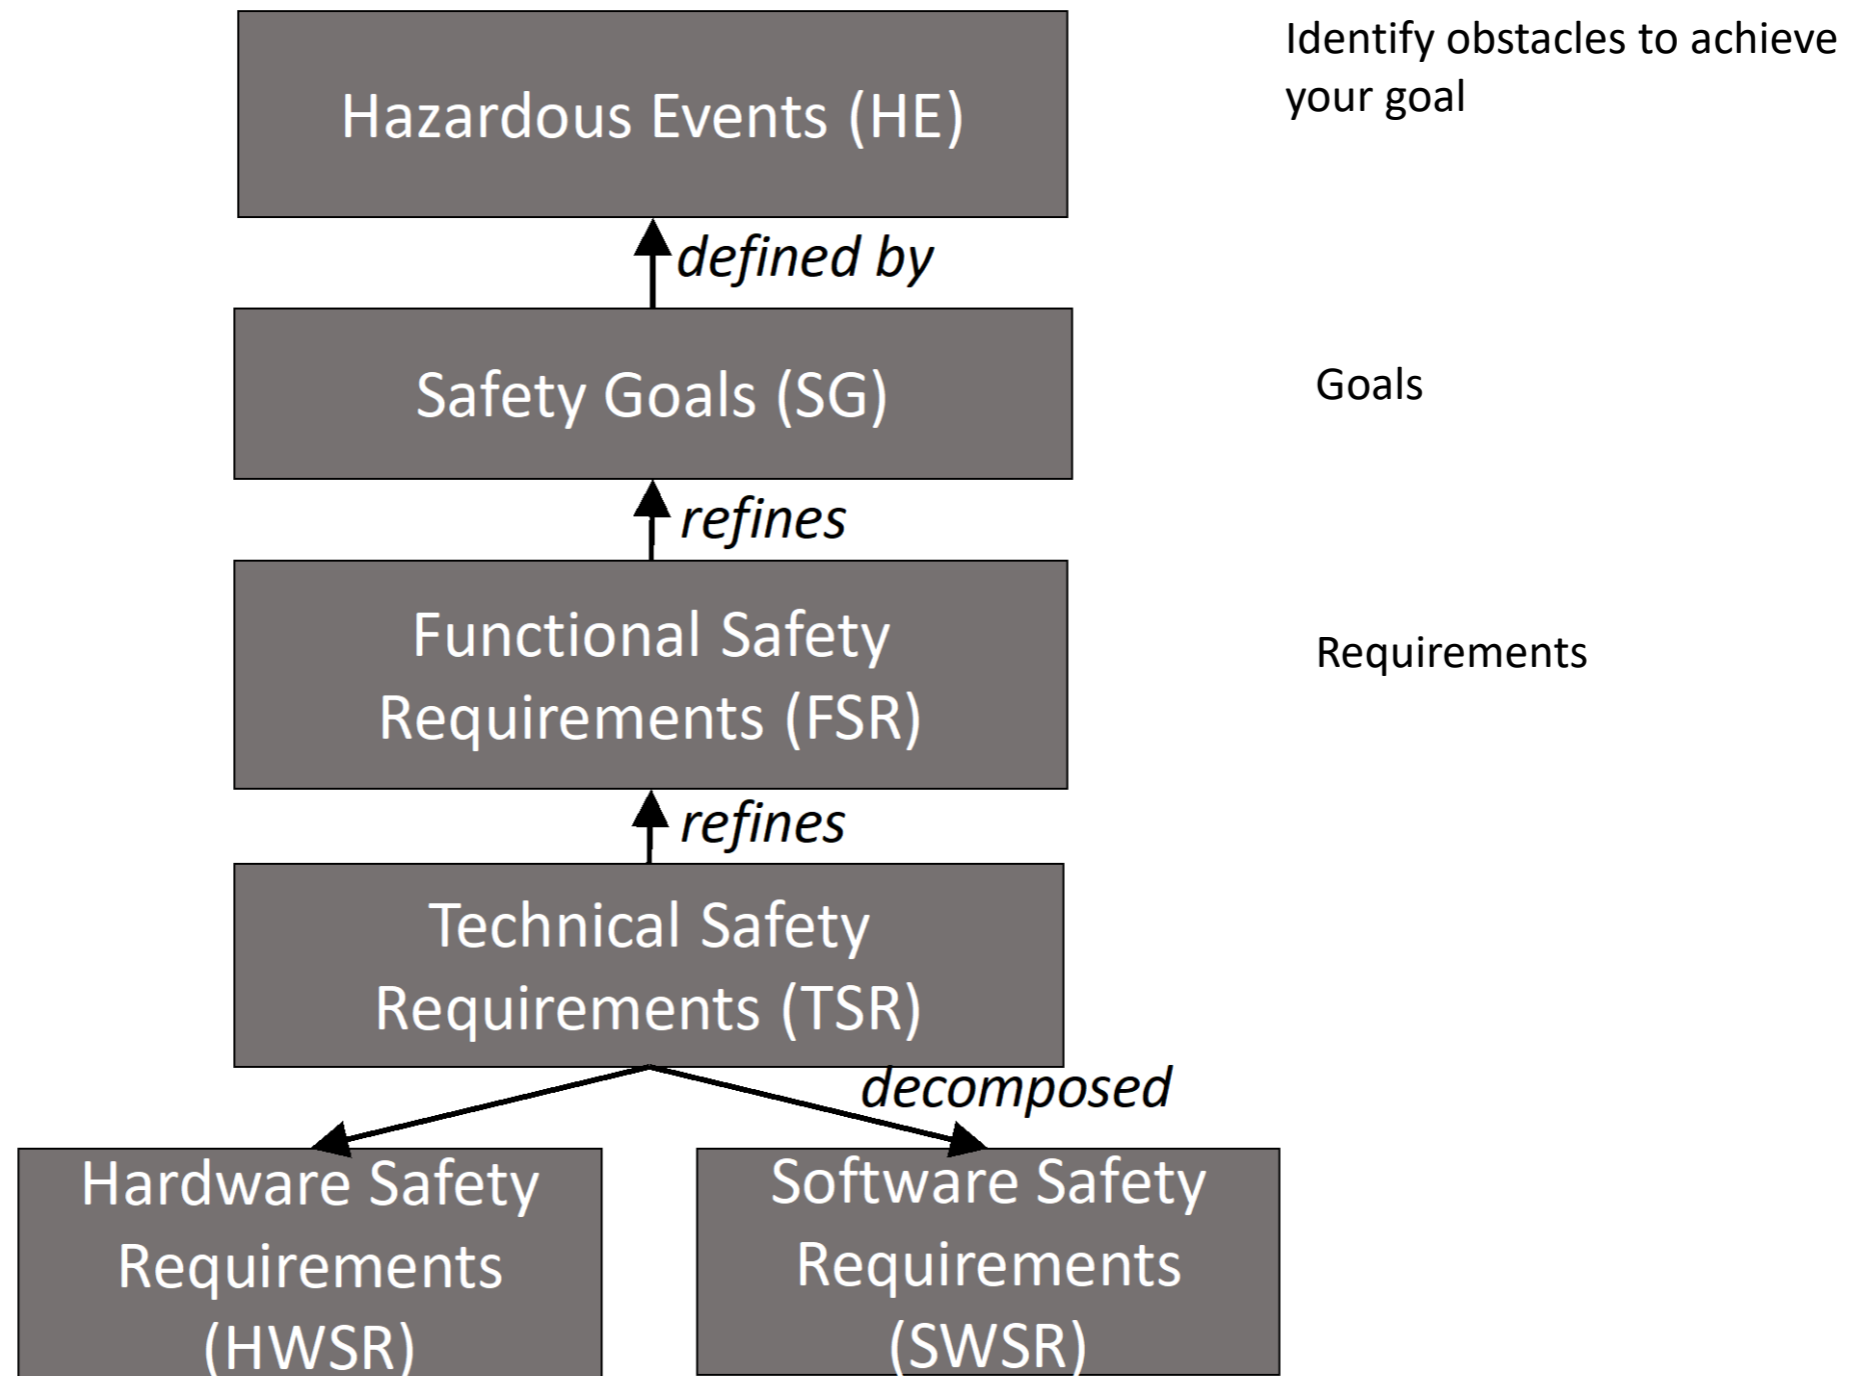 Hazardous Events (HE)
Identify obstacles to achieve
your goal
defined by
Safety Goals (SG)
Goals
refines
Functional Safety
Requirements (FSR)
Requirements
refines
Technical Safety
Requirements (TSR)
decomposed
Hardware Safety
Requirements
(HWSR)
Software Safety
Requirements
(SWSR)